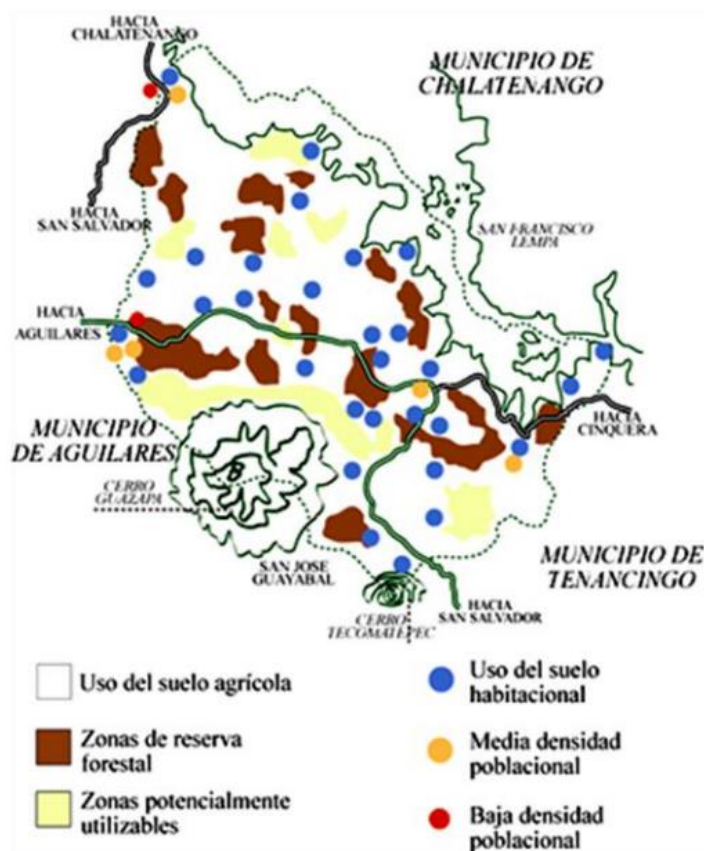 HACIA
CHALATENANGO
MUNICIPIO DE
CHALATENANGO
HACIA
SAN SALVADOR
SAN FRANCISCO
LEMPA
HACIA
AGUILARES
HACIA
CINQUERA
MUNICIPIO
DE AGUILARES
CERRO
GUAZAPA
SAN JOSE
GUAYABAL
MUNICIPIO DE
TENANCINGO
HACIA
SAN SALVADOR
CERRO
TECOMATEPEC
Uso del suelo agrícola
Zonas de reserva
forestal
Zonas potencialmente
utilizables
Uso del suelo
habitacional
Media densidad
poblacional
Baja densidad
poblacional